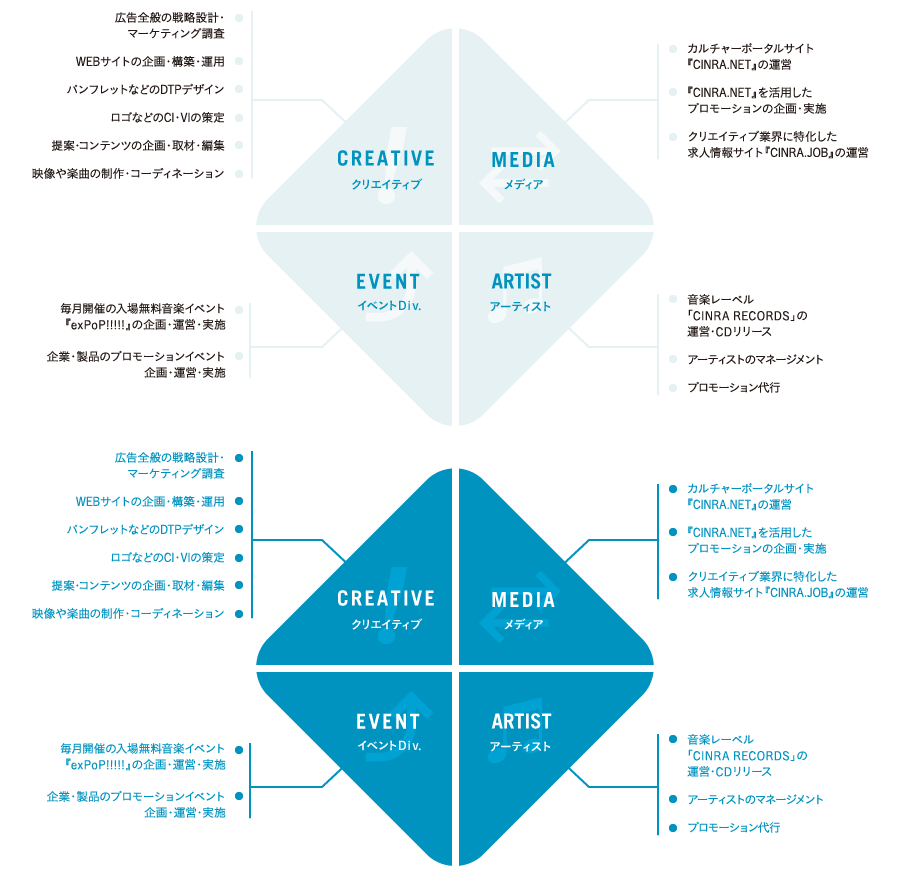 広告全般の戦略設計・
マーケティング調査
WEBサイトの企画・構築・運用
パンフレットなどのDTPデザイン
ロゴなどのCI・VIの策定
提案・コンテンツの企画・取材・編集
映像や楽曲の制作・コーディネーション
CREATIVE
クリエイティブ
MEDIA
メディア
カルチャーポータルサイト
『CINRA.NET』の運営
『CINRA.NET』を活用した
プロモーションの企画・実施
クリエイティブ業界に特化した
求人情報サイト『CINRA.JOB』の運営
毎月開催の入場無料音楽イベント
『exPoP!!!!!』の企画・運営・実施
企業・製品のプロモーションイベント
企画・運営・実施
EVENT
イベントDiv.
ARTIST
アーティスト
音楽レーベル
「CINRA RECORDS」の
運営・CDリリース
アーティストのマネージメント
プロモーション代行
広告全般の戦略設計・
マーケティング調査
WEBサイトの企画・構築・運用
パンフレットなどのDTPデザイン
ロゴなどのCI・VIの策定
提案・コンテンツの企画・取材・編集
映像や楽曲の制作・コーディネーション
CREATIVE
クリエイティブ
MEDIA
メディア
カルチャーポータルサイト
『CINRA.NET』の運営
『CINRA.NET』を活用した
プロモーションの企画・実施
クリエイティブ業界に特化した
求人情報サイト『CINRA.JOB』の運営
毎月開催の入場無料音楽イベント
『exPoP!!!!!』の企画・運営・実施
企業・製品のプロモーションイベント
企画・運営・実施
EVENT
イベントDiv.
ARTIST
アーティスト
音楽レーベル
「CINRA RECORDS」の
運営・CDリリース
アーティストのマネージメント
プロモーション代行